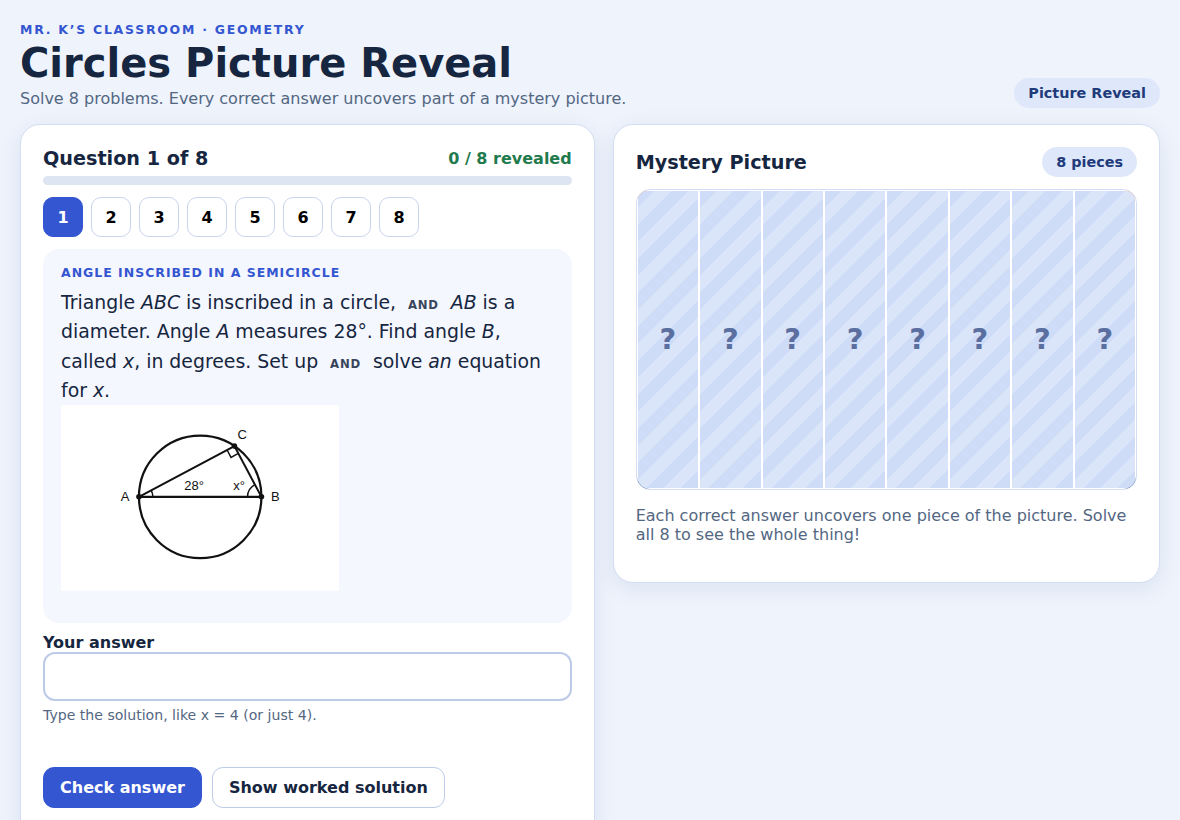 MR. K’S CLASSROOM · GEOMETRY
Circles Picture Reveal
Solve 8 problems. Every correct answer uncovers part of a mystery picture.
Picture Reveal
Question 1 of 8
0 / 8 revealed
1 2 3 4 5 6 7 8
ANGLE INSCRIBED IN A SEMICIRCLE
Triangle ABC is inscribed in a circle, AND AB is a
diameter. Angle A measures 28°. Find angle B,
called x, in degrees. Set up AND solve an equation
for x.
C
28° x°
A B
Your answer
Type the solution, like x = 4 (or just 4).
Check answer
Show worked solution
Mystery Picture
8 pieces
? ? ? ? ? ? ? ?
Each correct answer uncovers one piece of the picture. Solve
all 8 to see the whole thing!